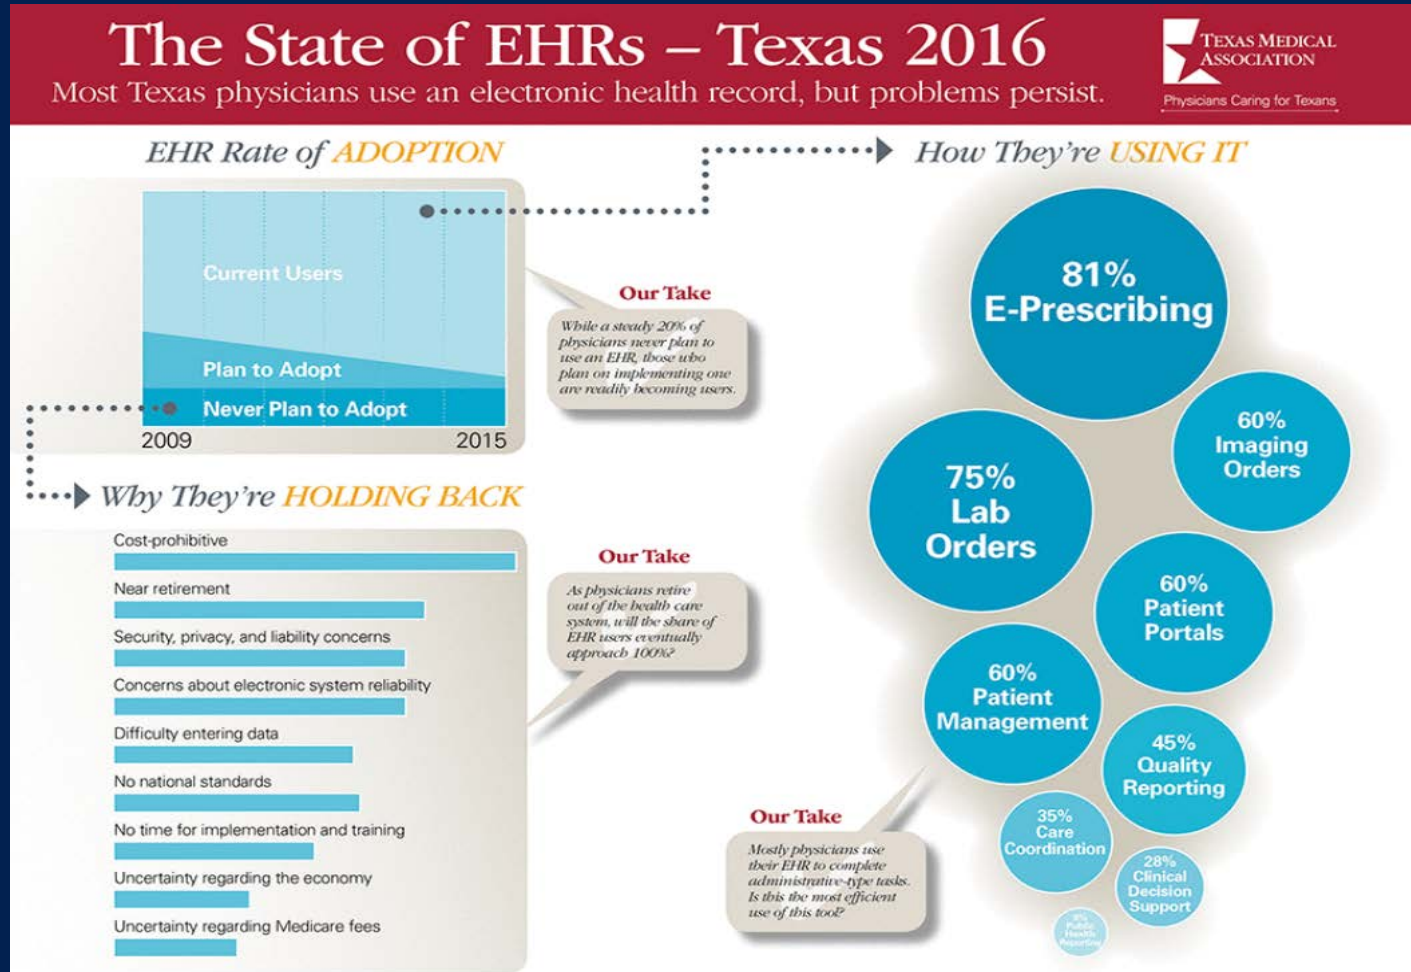 The State of EHRs – Texas 2016
Most Texas physicians use an electronic health record, but problems persist.
TEXAS MEDICAL
ASSOCIATION
Physicians Caring for Texans
EHR Rate of ADOPTION
Current Users
Plan to Adopt
Never Plan to Adopt
2009
2015
Our Take
While a steady 20% of
physicians never plan to
use an EHR, those who
plan on implementing one
are readily becoming users.
Why They're HOLDING BACK
Cost-prohibitive
Near retirement
Security, privacy, and liability concerns
Concerns about electronic system reliability
Difficulty entering data
No national standards
No time for implementation and training
Uncertainty regarding the economy
Uncertainty regarding Medicare fees
Our Take
As physicians retire
out of the health care
system, will the share of
EHR users eventually
approach 100%?
How They're USING IT
81%
E-Prescribing
60%
Imaging
Orders
75%
Lab
Orders
60%
Patient
Portals
60%
Patient
Management
45%
Quality
Reporting
35%
Care
Coordination
28%
Clinical
Decision
Support
Public
Health
Reporting
Our Take
Mostly physicians use
their EHR to complete
administrative-type tasks.
Is this the most efficient
use of this tool?